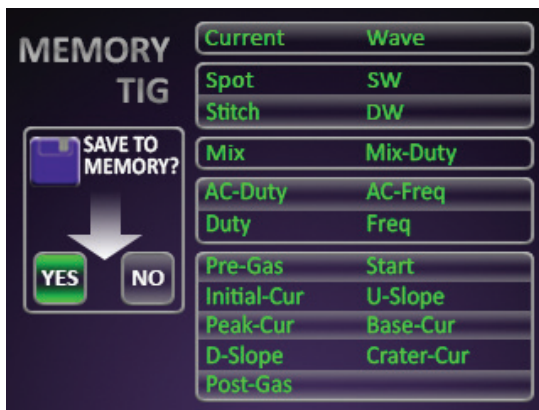 MEMORY
TIG
SAVE TO
MEMORY?
YES NO
Current Wave
Spot SW
Stitch DW
Mix Mix-Duty
AC-Duty AC-Freq
Duty Freq
Pre-Gas Start
Initial-Cur U-Slope
Peak-Cur Base-Cur
D-Slope Crater-Cur
Post-Gas